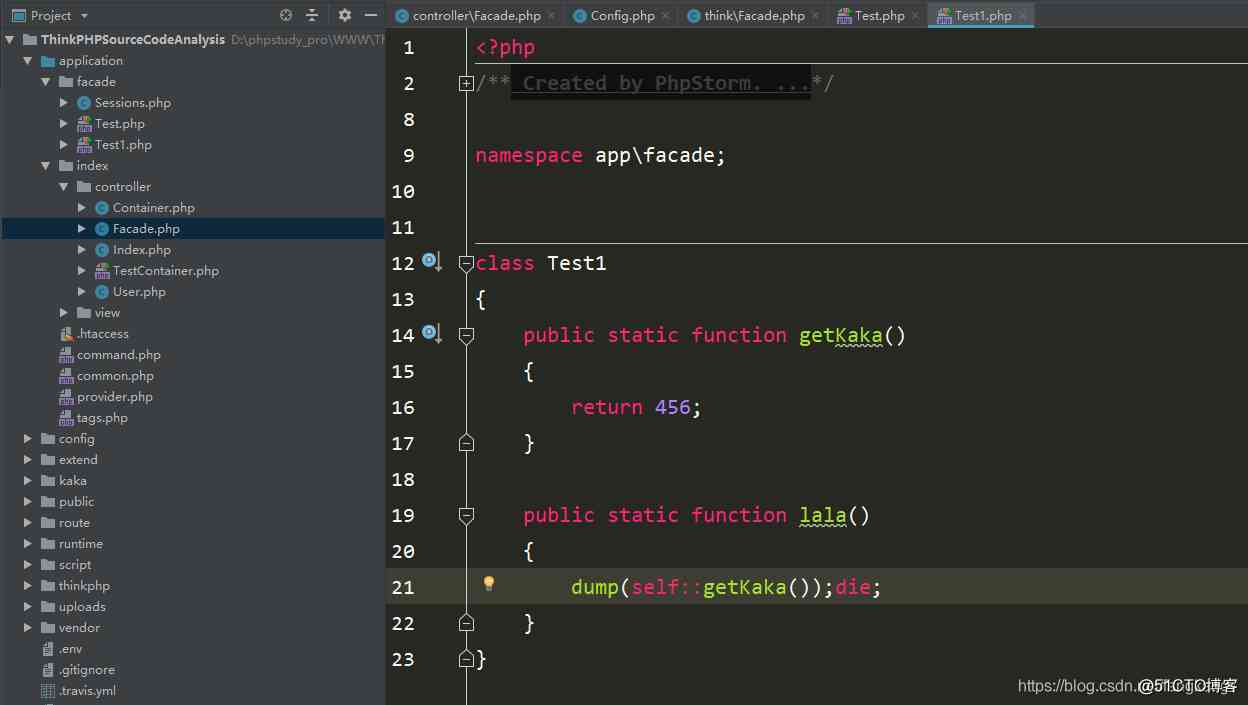 Project
ThinkPHPSourceCodeAnalysis D:\phpstudy_pro\WWW\Th
application
facade
Sessions.php
Test.php
Test1.php
index
controller
Container.php
Facade.php
Index.php
TestContainer.php
User.php
view
.htaccess
command.php
common.php
provider.php
tags.php
config
extend
kaka
public
route
runtime
script
thinkphp
uploads
vendor
.env
.gitignore
.travis.yml
controller\Facade.php × Config.php × think\Facade.php × Test.php × Test1.php ×
1 <?php
2 /** Created by PhpStorm. ...*/
8
9 namespace app\facade;
10
11
12 class Test1
13 {
14 public static function getKaka()
15 {
16 return 456;
17 }
18
19 public static function lala()
20 {
21 dump(self::getKaka());die;
22 }
23 }
https://blog.csdn.n
@51CTO博客